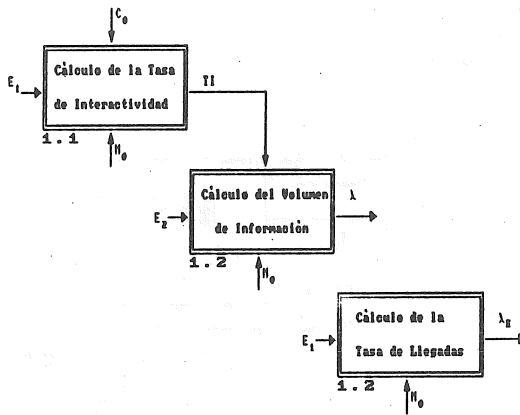 C₀
Cálculo de la Tasa
de Interactividad
E₁
TI
1.1
M₀
Cálculo del Volumen
de Información
E₂
λ
1.2
M₀
Cálculo de la
Tasa de Llegadas
E₁
1.2
M₀